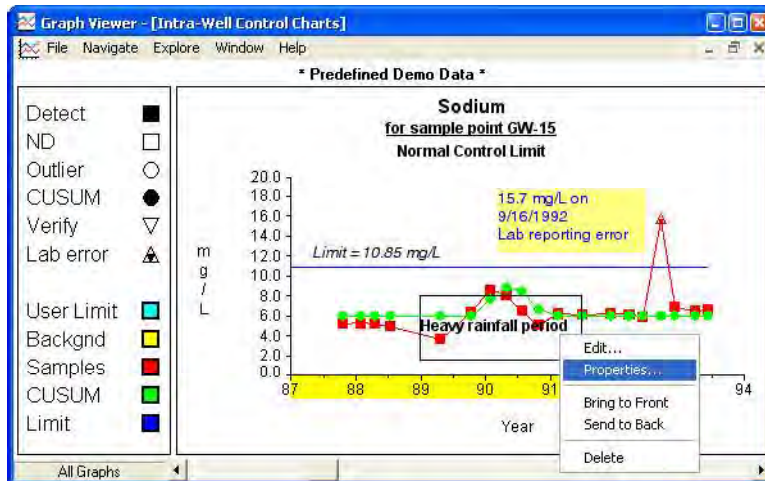 Graph Viewer - [Intra-Well Control Charts]
File Navigate Explore Window Help
* Predefined Demo Data *
Detect
ND
Outlier
CUSUM
Verify
Lab error
User Limit
Backgnd
Samples
CUSUM
Limit
All Graphs
Sodium
for sample point GW-15
Normal Control Limit
20.0
18.0
16.0
14.0
12.0
10.0
8.0
6.0
4.0
2.0
0.0
m
g
/
L
15.7 mg/L on
9/16/1992
Lab reporting error
Limit = 10.85 mg/L
Heavy rainfall period
87 88 89 90 91 94
Year
Edit...
Properties...
Bring to Front
Send to Back
Delete